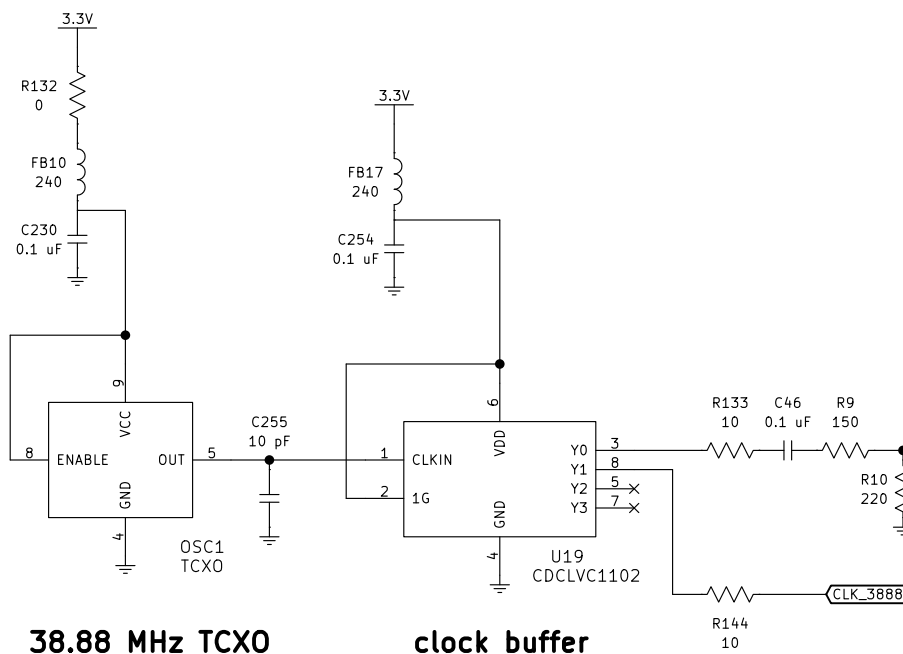 3.3V
R132
0
FB10
240
C230
0.1 uF
3.3V
FB17
240
C254
0.1 uF
9
VCC
8
ENABLE
OUT
5
GND
4
OSC1
TCXO
C255
10 pF
6
VDD
1
CLKIN
2
1G
Y0
3
Y1
8
Y2
5
Y3
7
GND
4
U19
CDCLVC1102
R133
10
C46
0.1 uF
R9
150
R10
220
CLK_3888
R144
10
38.88 MHz TCXO
clock buffer